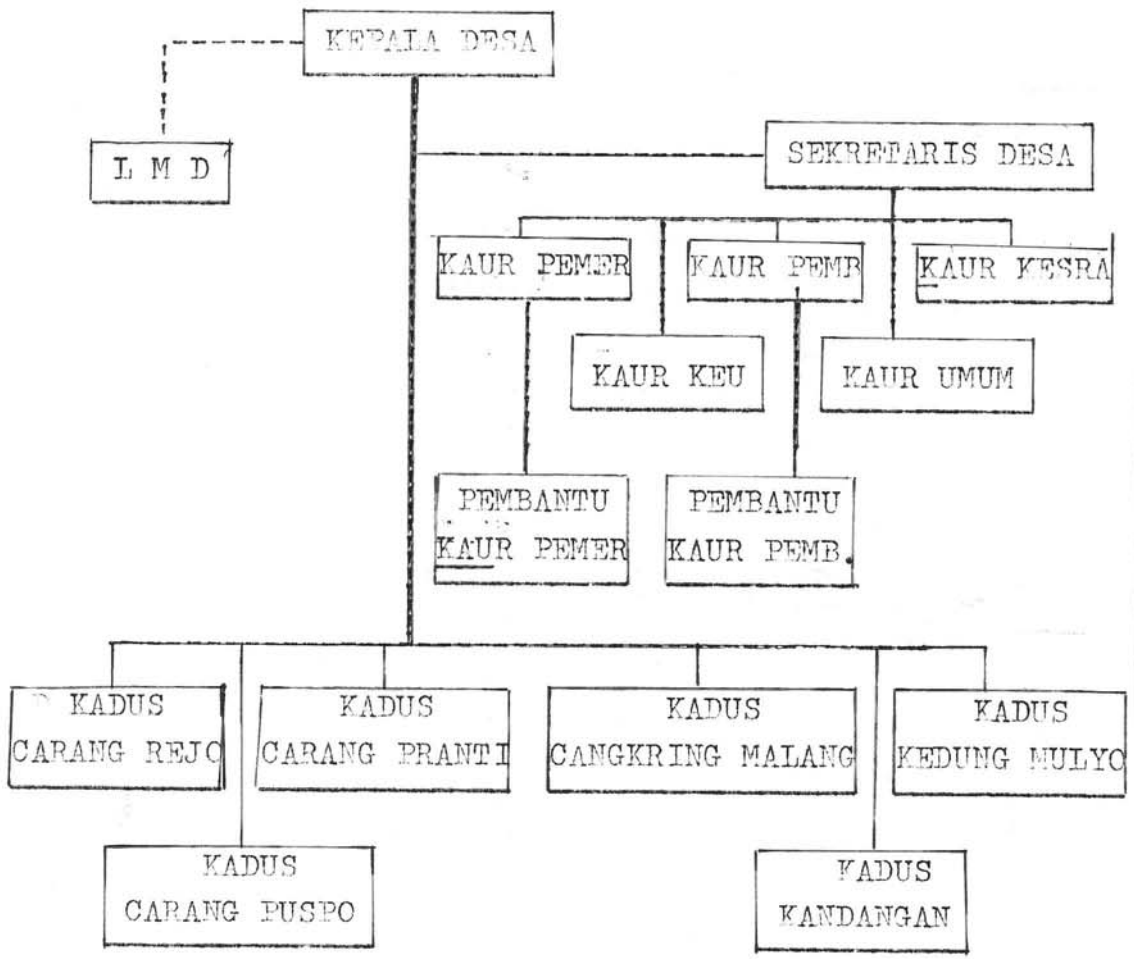 KEPALA DESA
L M D
SEKRETARIS DESA
KAUR PEMER
KAUR PEMB
KAUR KESRA
KAUR KEU
KAUR UMUM
PEMBANTU
KAUR PEMER
PEMBANTU
KAUR PEMB.
KADUS
CARANG REJO
KADUS
CARANG PRANTI
KADUS
CANGKRING MALANG
KADUS
KEDUNG MULYO
KADUS
CARANG PUSPO
KADUS
KANDANGAN